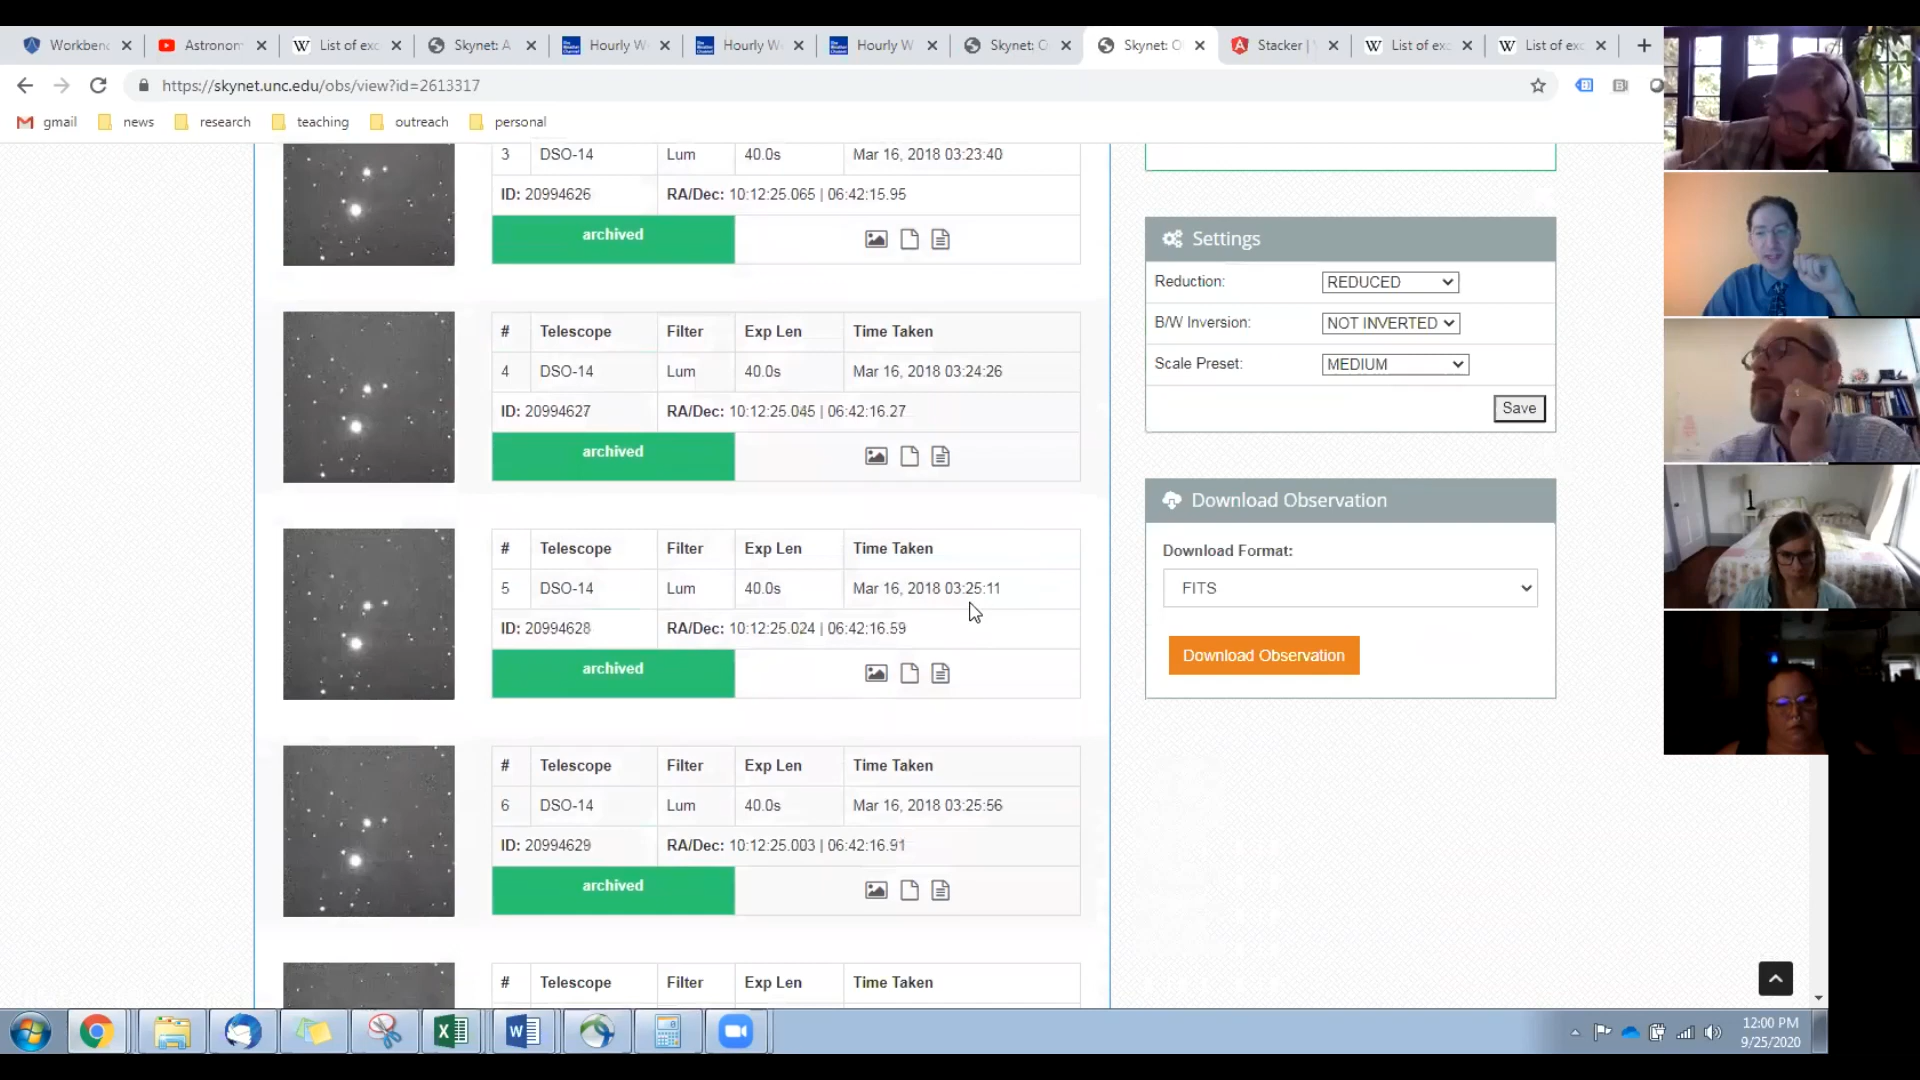 Workben
Astronom
List of exc
Skynet: A
Hourly W
Hourly W
Hourly W
Skynet: O
Skynet: O
Stacker |
List of exc
List of exc
https://skynet.unc.edu/obs/view?id=2613317
gmail
news
research
teaching
outreach
personal
3 DSO-14 Lum 40.0s Mar 16, 2018 03:23:40
ID: 20994626 RA/Dec: 10:12:25.065 | 06:42:15.95
archived
# Telescope Filter Exp Len Time Taken
4 DSO-14 Lum 40.0s Mar 16, 2018 03:24:26
ID: 20994627 RA/Dec: 10:12:25.045 | 06:42:16.27
archived
# Telescope Filter Exp Len Time Taken
5 DSO-14 Lum 40.0s Mar 16, 2018 03:25:11
ID: 20994628 RA/Dec: 10:12:25.024 | 06:42:16.59
archived
# Telescope Filter Exp Len Time Taken
6 DSO-14 Lum 40.0s Mar 16, 2018 03:25:56
ID: 20994629 RA/Dec: 10:12:25.003 | 06:42:16.91
archived
# Telescope Filter Exp Len Time Taken
Settings
Reduction: REDUCED
B/W Inversion: NOT INVERTED
Scale Preset: MEDIUM
Save
Download Observation
Download Format:
FITS
Download Observation
12:00 PM
9/25/2020